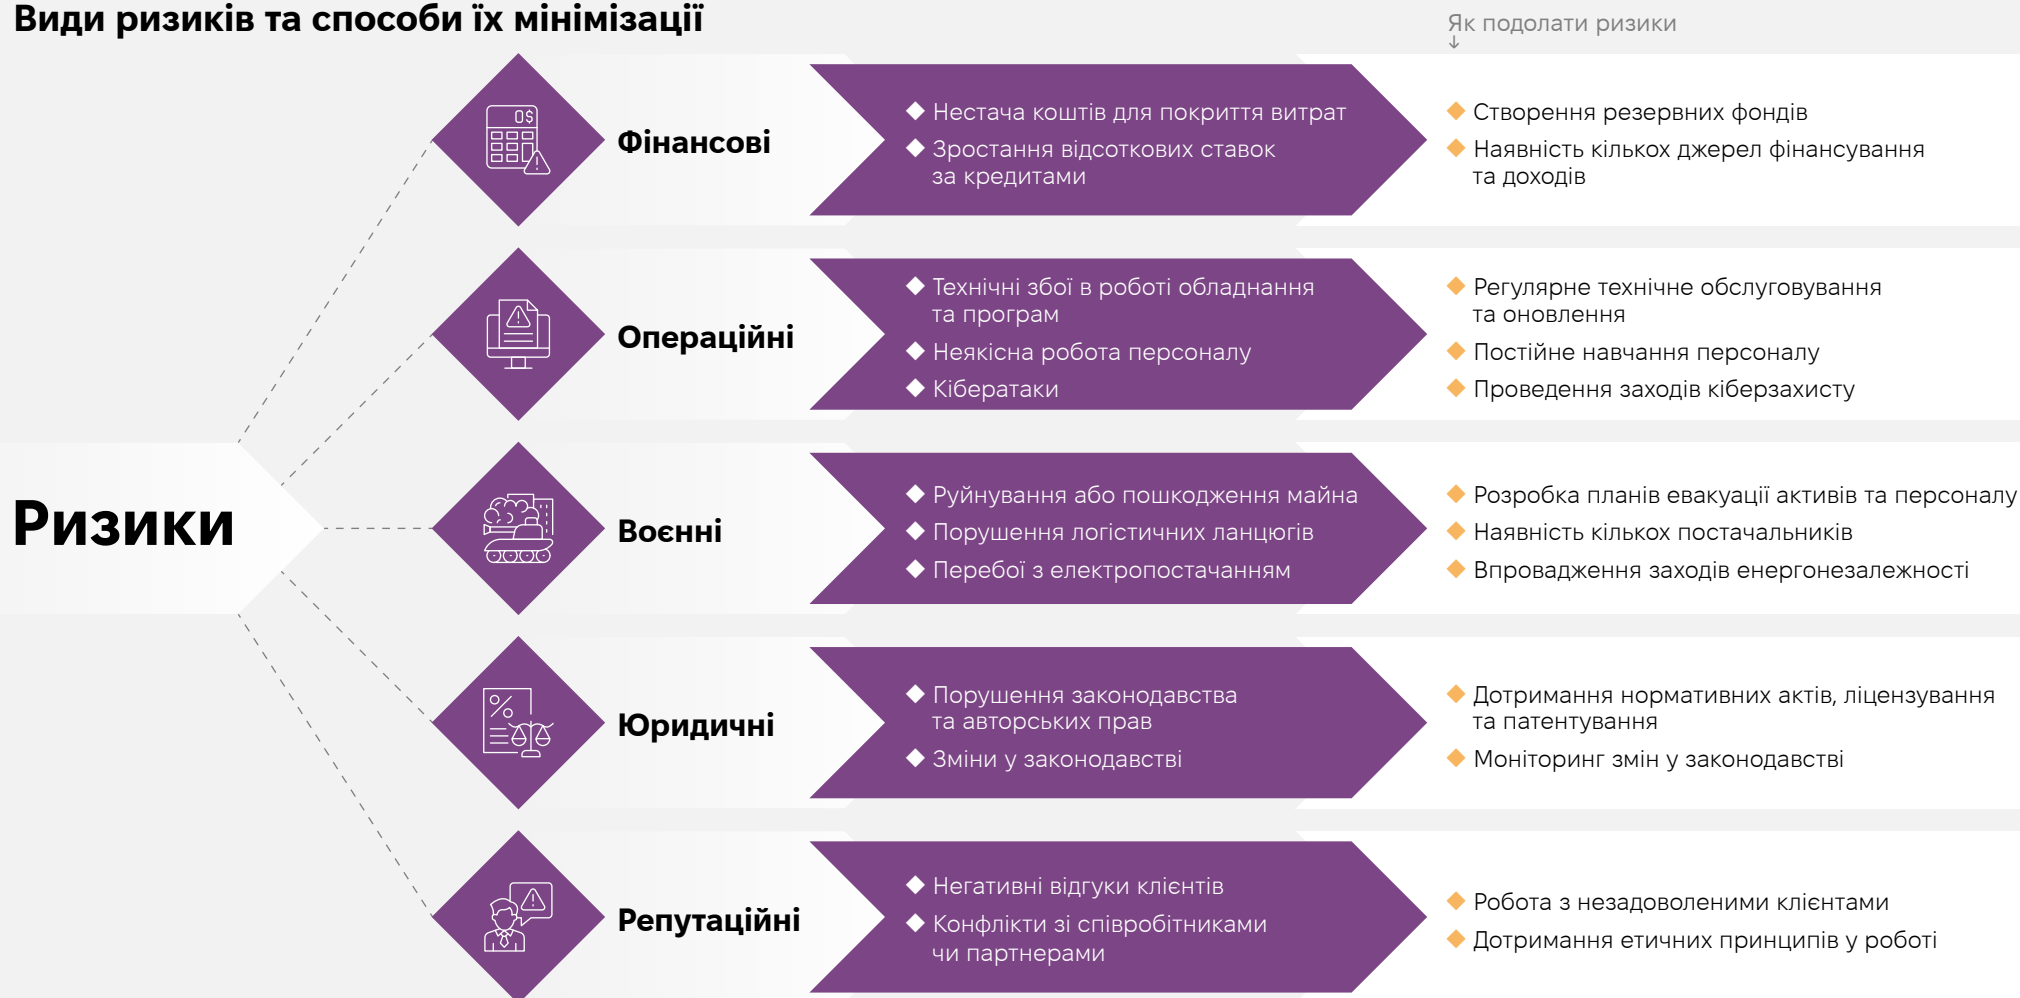 Види ризиків та способи їх мінімізації
Як подолати ризики
↓
Ризики
0$
Фінансові
◆ Нестача коштів для покриття витрат
◆ Зростання відсоткових ставок
за кредитами
◆ Створення резервних фондів
◆ Наявність кількох джерел фінансування
та доходів
Операційні
◆ Технічні збої в роботі обладнання
та програм
◆ Неякісна робота персоналу
◆ Кібератаки
◆ Регулярне технічне обслуговування
та оновлення
◆ Постійне навчання персоналу
◆ Проведення заходів кіберзахисту
Воєнні
◆ Руйнування або пошкодження майна
◆ Порушення логістичних ланцюгів
◆ Перебої з електропостачанням
◆ Розробка планів евакуації активів та персоналу
◆ Наявність кількох постачальників
◆ Впровадження заходів енергонезалежності
%
Юридичні
◆ Порушення законодавства
та авторських прав
◆ Зміни у законодавстві
◆ Дотримання нормативних актів, ліцензування
та патентування
◆ Моніторинг змін у законодавстві
Репутаційні
◆ Негативні відгуки клієнтів
◆ Конфлікти зі співробітниками
чи партнерами
◆ Робота з незадоволеними клієнтами
◆ Дотримання етичних принципів у роботі